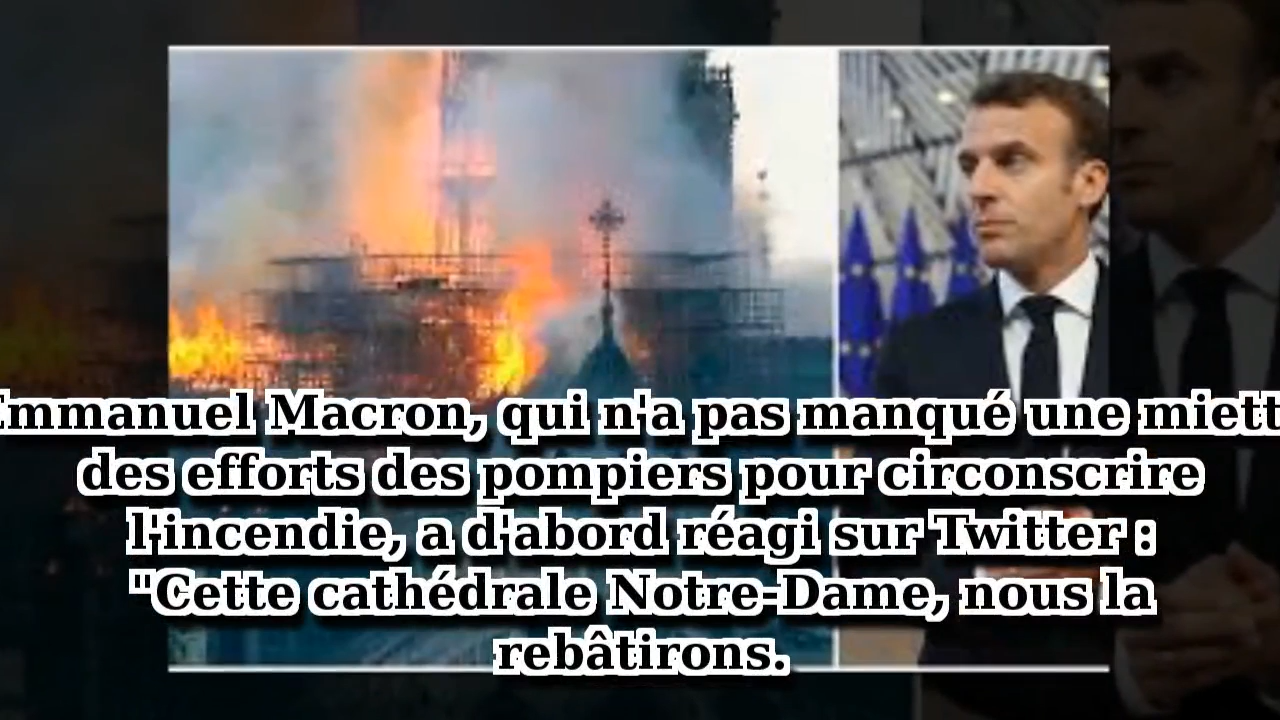 Emmanuel Macron, qui n'a pas manqué une miett
des efforts des pompiers pour circonscrire
l'incendie, a d'abord réagi sur Twitter :
"Cette cathédrale Notre-Dame, nous la
rebâtirons.